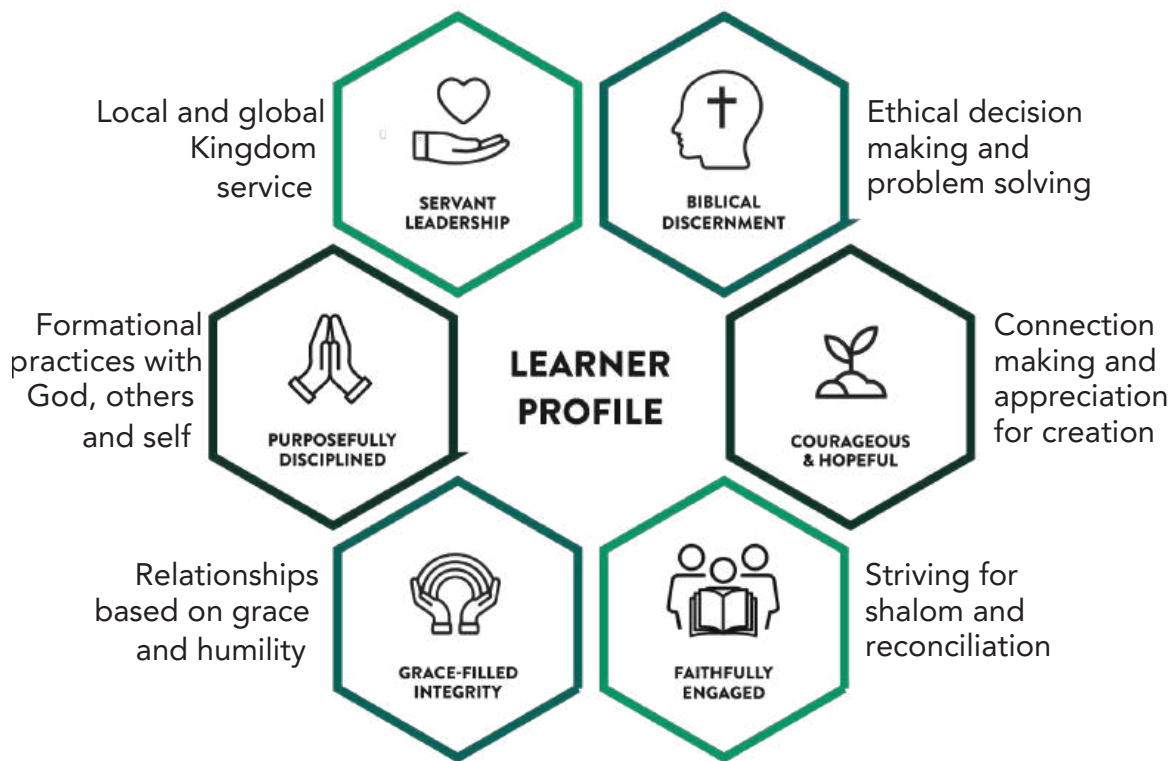 Local and global
Kingdom
service
SERVANT
LEADERSHIP
BIBLICAL
DISCERNMENT
Ethical decision
making and
problem solving
Formational
practices with
God, others
and self
PURPOSEFULLY
DISCIPLINED
LEARNER
PROFILE
COURAGEOUS
& HOPEFUL
Connection
making and
appreciation
for creation
Relationships
based on grace
and humility
GRACE-FILLED
INTEGRITY
FAITHFULLY
ENGAGED
Striving for
shalom and
reconciliation